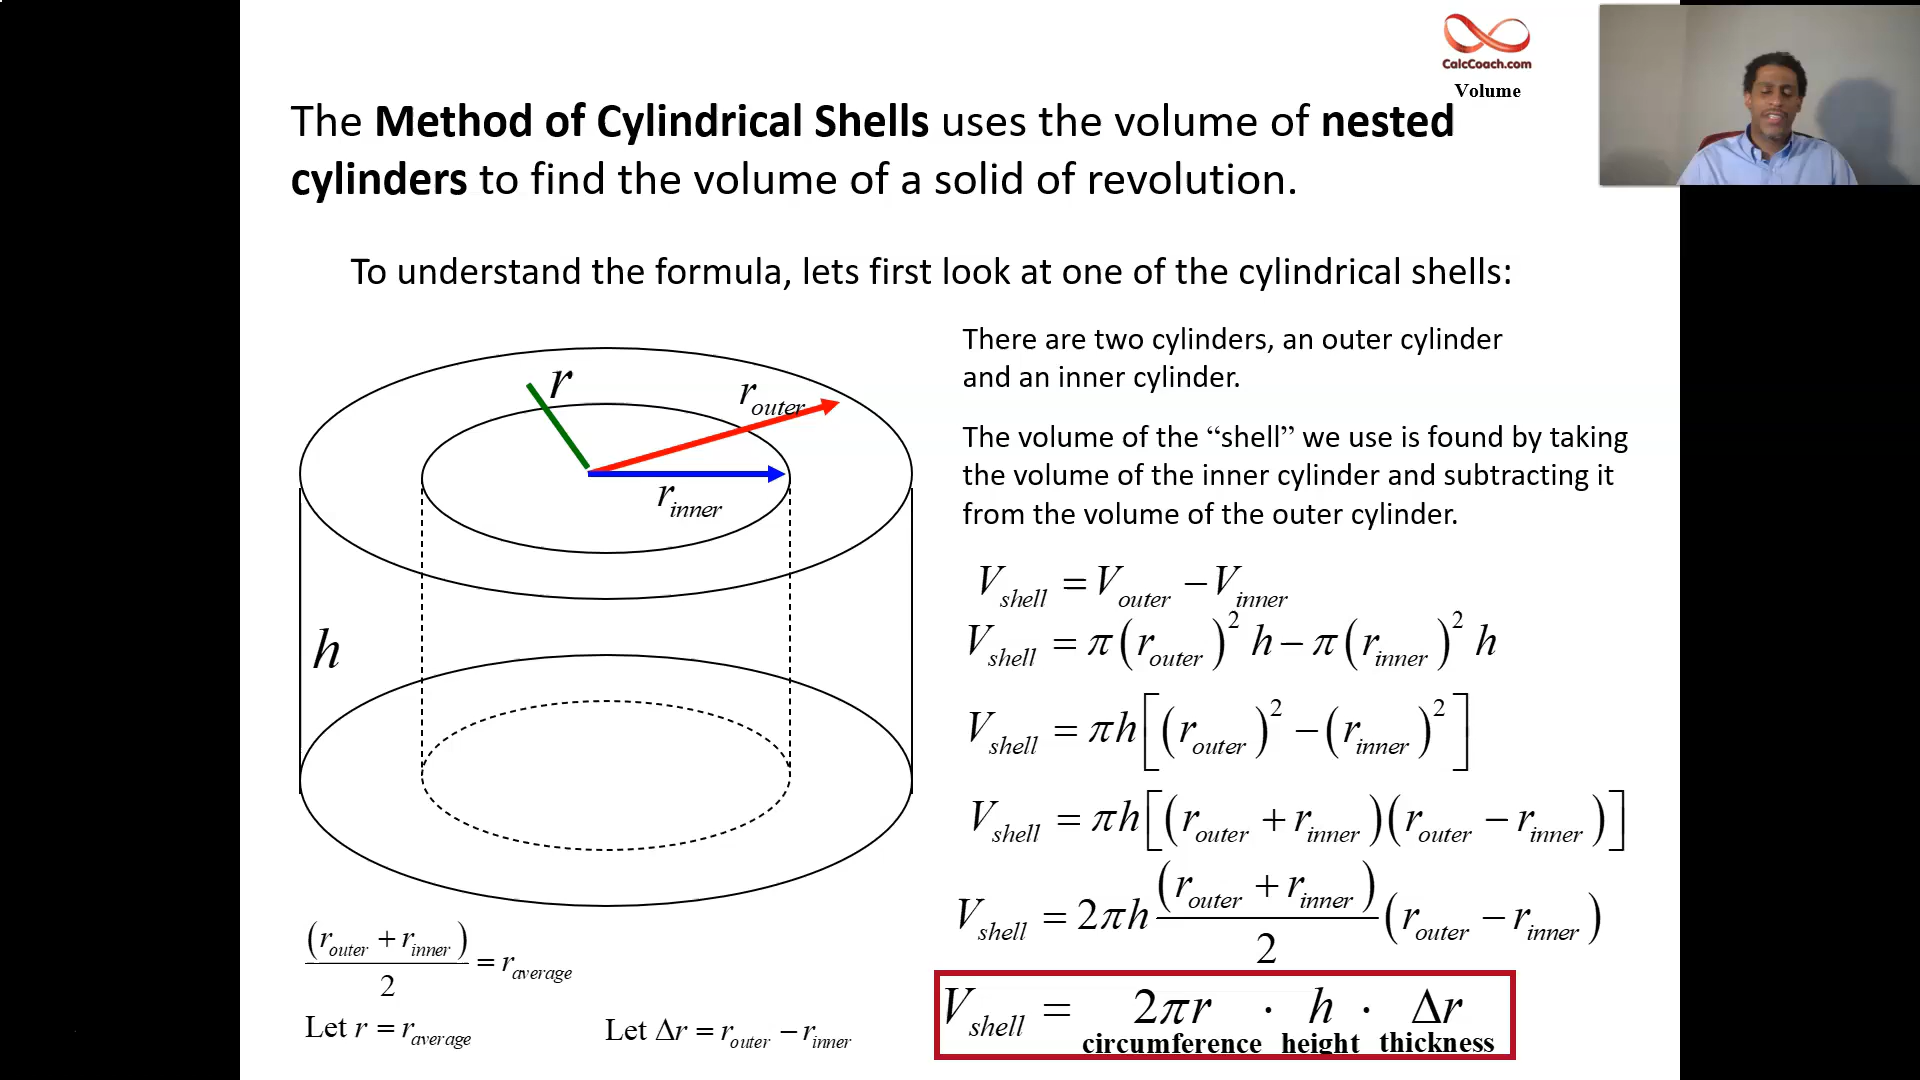 CalcCoach.com
Volume
The Method of Cylindrical Shells uses the volume of nested
cylinders to find the volume of a solid of revolution.
To understand the formula, lets first look at one of the cylindrical shells:
r
r_outer
r_inner
h
There are two cylinders, an outer cylinder
and an inner cylinder.
The volume of the “shell” we use is found by taking
the volume of the inner cylinder and subtracting it
from the volume of the outer cylinder.
V_shell = V_outer − V_inner
V_shell = π(r_outer)² h − π(r_inner)² h
V_shell = πh[(r_outer)² − (r_inner)²]
V_shell = πh[(r_outer + r_inner)(r_outer − r_inner)]
V_shell = 2πh (r_outer + r_inner)/2 (r_outer − r_inner)
V_shell = 2πr · h · Δr
circumference height thickness
(r_outer + r_inner)/2 = r_average
Let r = r_average
Let Δr = r_outer − r_inner